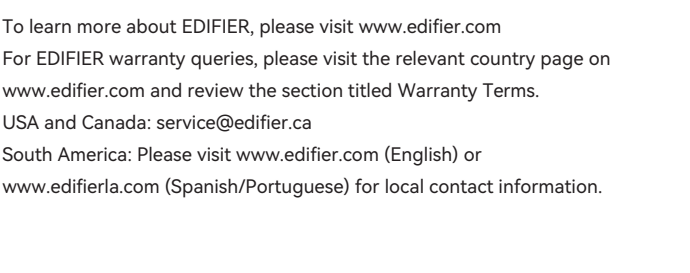 To learn more about EDIFIER, please visit www.edifier.com
For EDIFIER warranty queries, please visit the relevant country page on
www.edifier.com and review the section titled Warranty Terms.
USA and Canada: service@edifier.ca
South America: Please visit www.edifier.com (English) or
www.edifierla.com (Spanish/Portuguese) for local contact information.